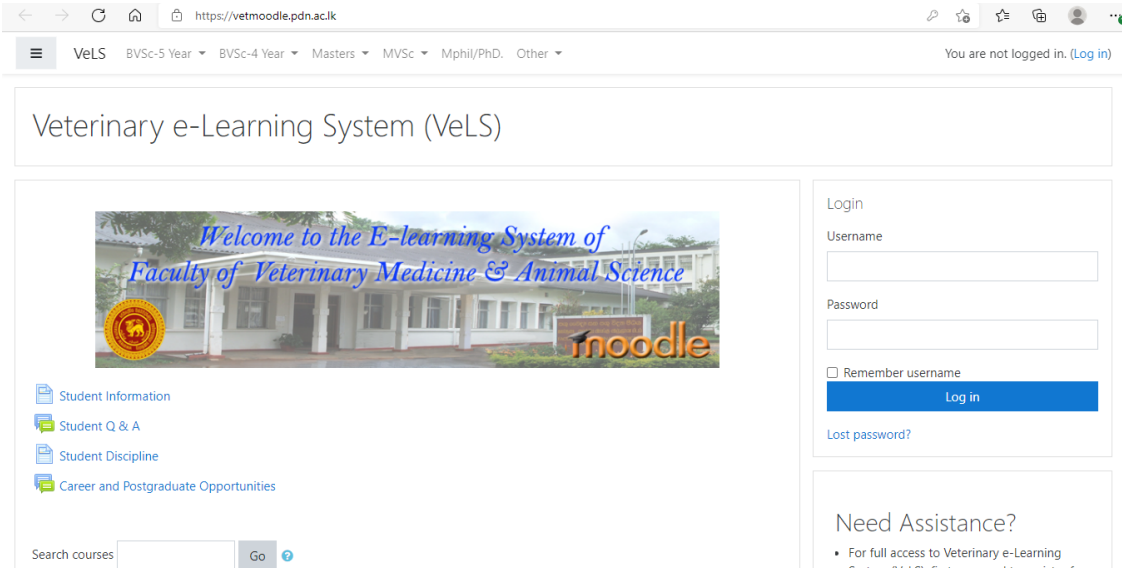 https://vetmoodle.pdn.ac.lk
VeLS BVSc-5 Year BVSc-4 Year Masters MVSc Mphil/PhD. Other You are not logged in. (Log in)
Veterinary e-Learning System (VeLS)
Welcome to the E-learning System of
Faculty of Veterinary Medicine & Animal Science
moodle
Student Information
Student Q & A
Student Discipline
Career and Postgraduate Opportunities
Search courses Go
Login
Username
Password
Remember username
Log in
Lost password?
Need Assistance?
• For full access to Veterinary e-Learning